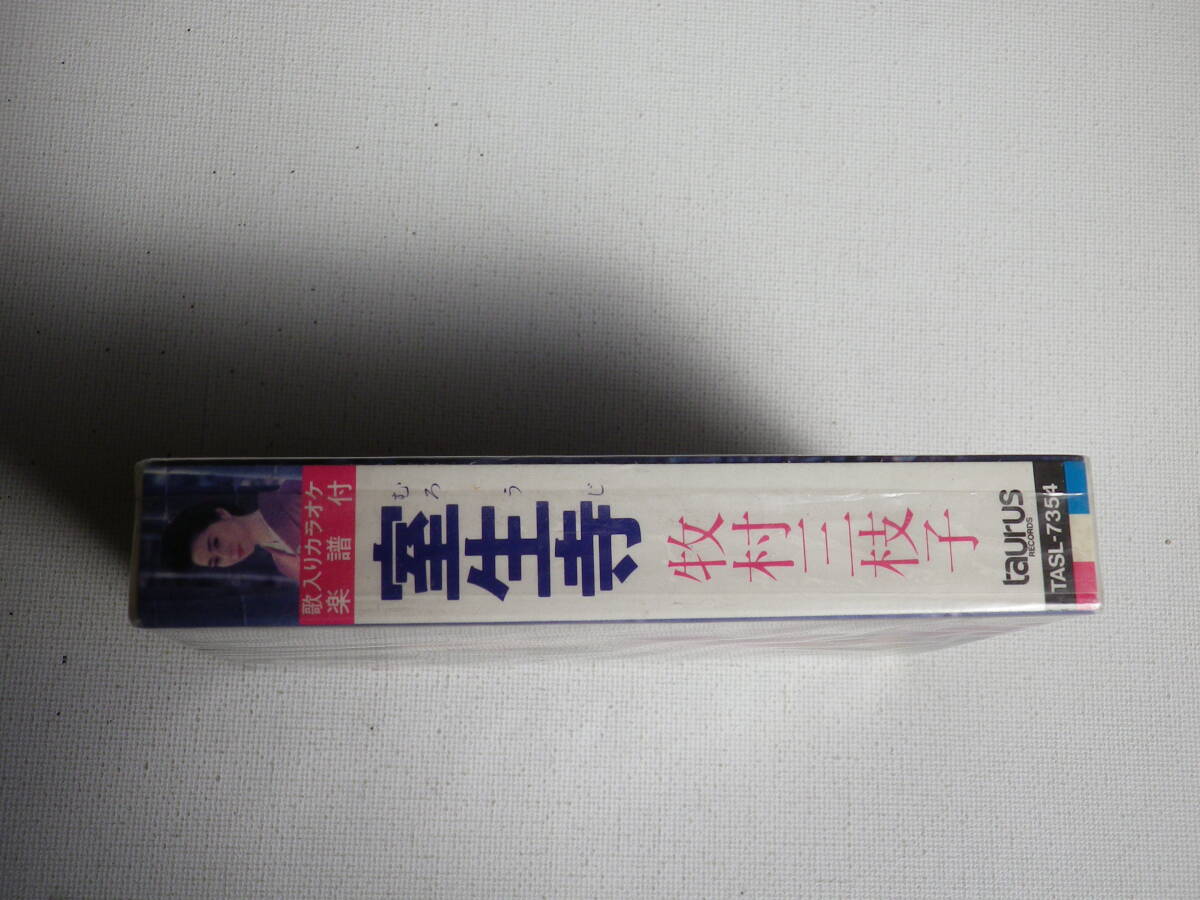 歌入りカラオケ
楽譜付
むろうじ
室生寺
牧村三枝子
taurus
RECORDS
TASL-7354